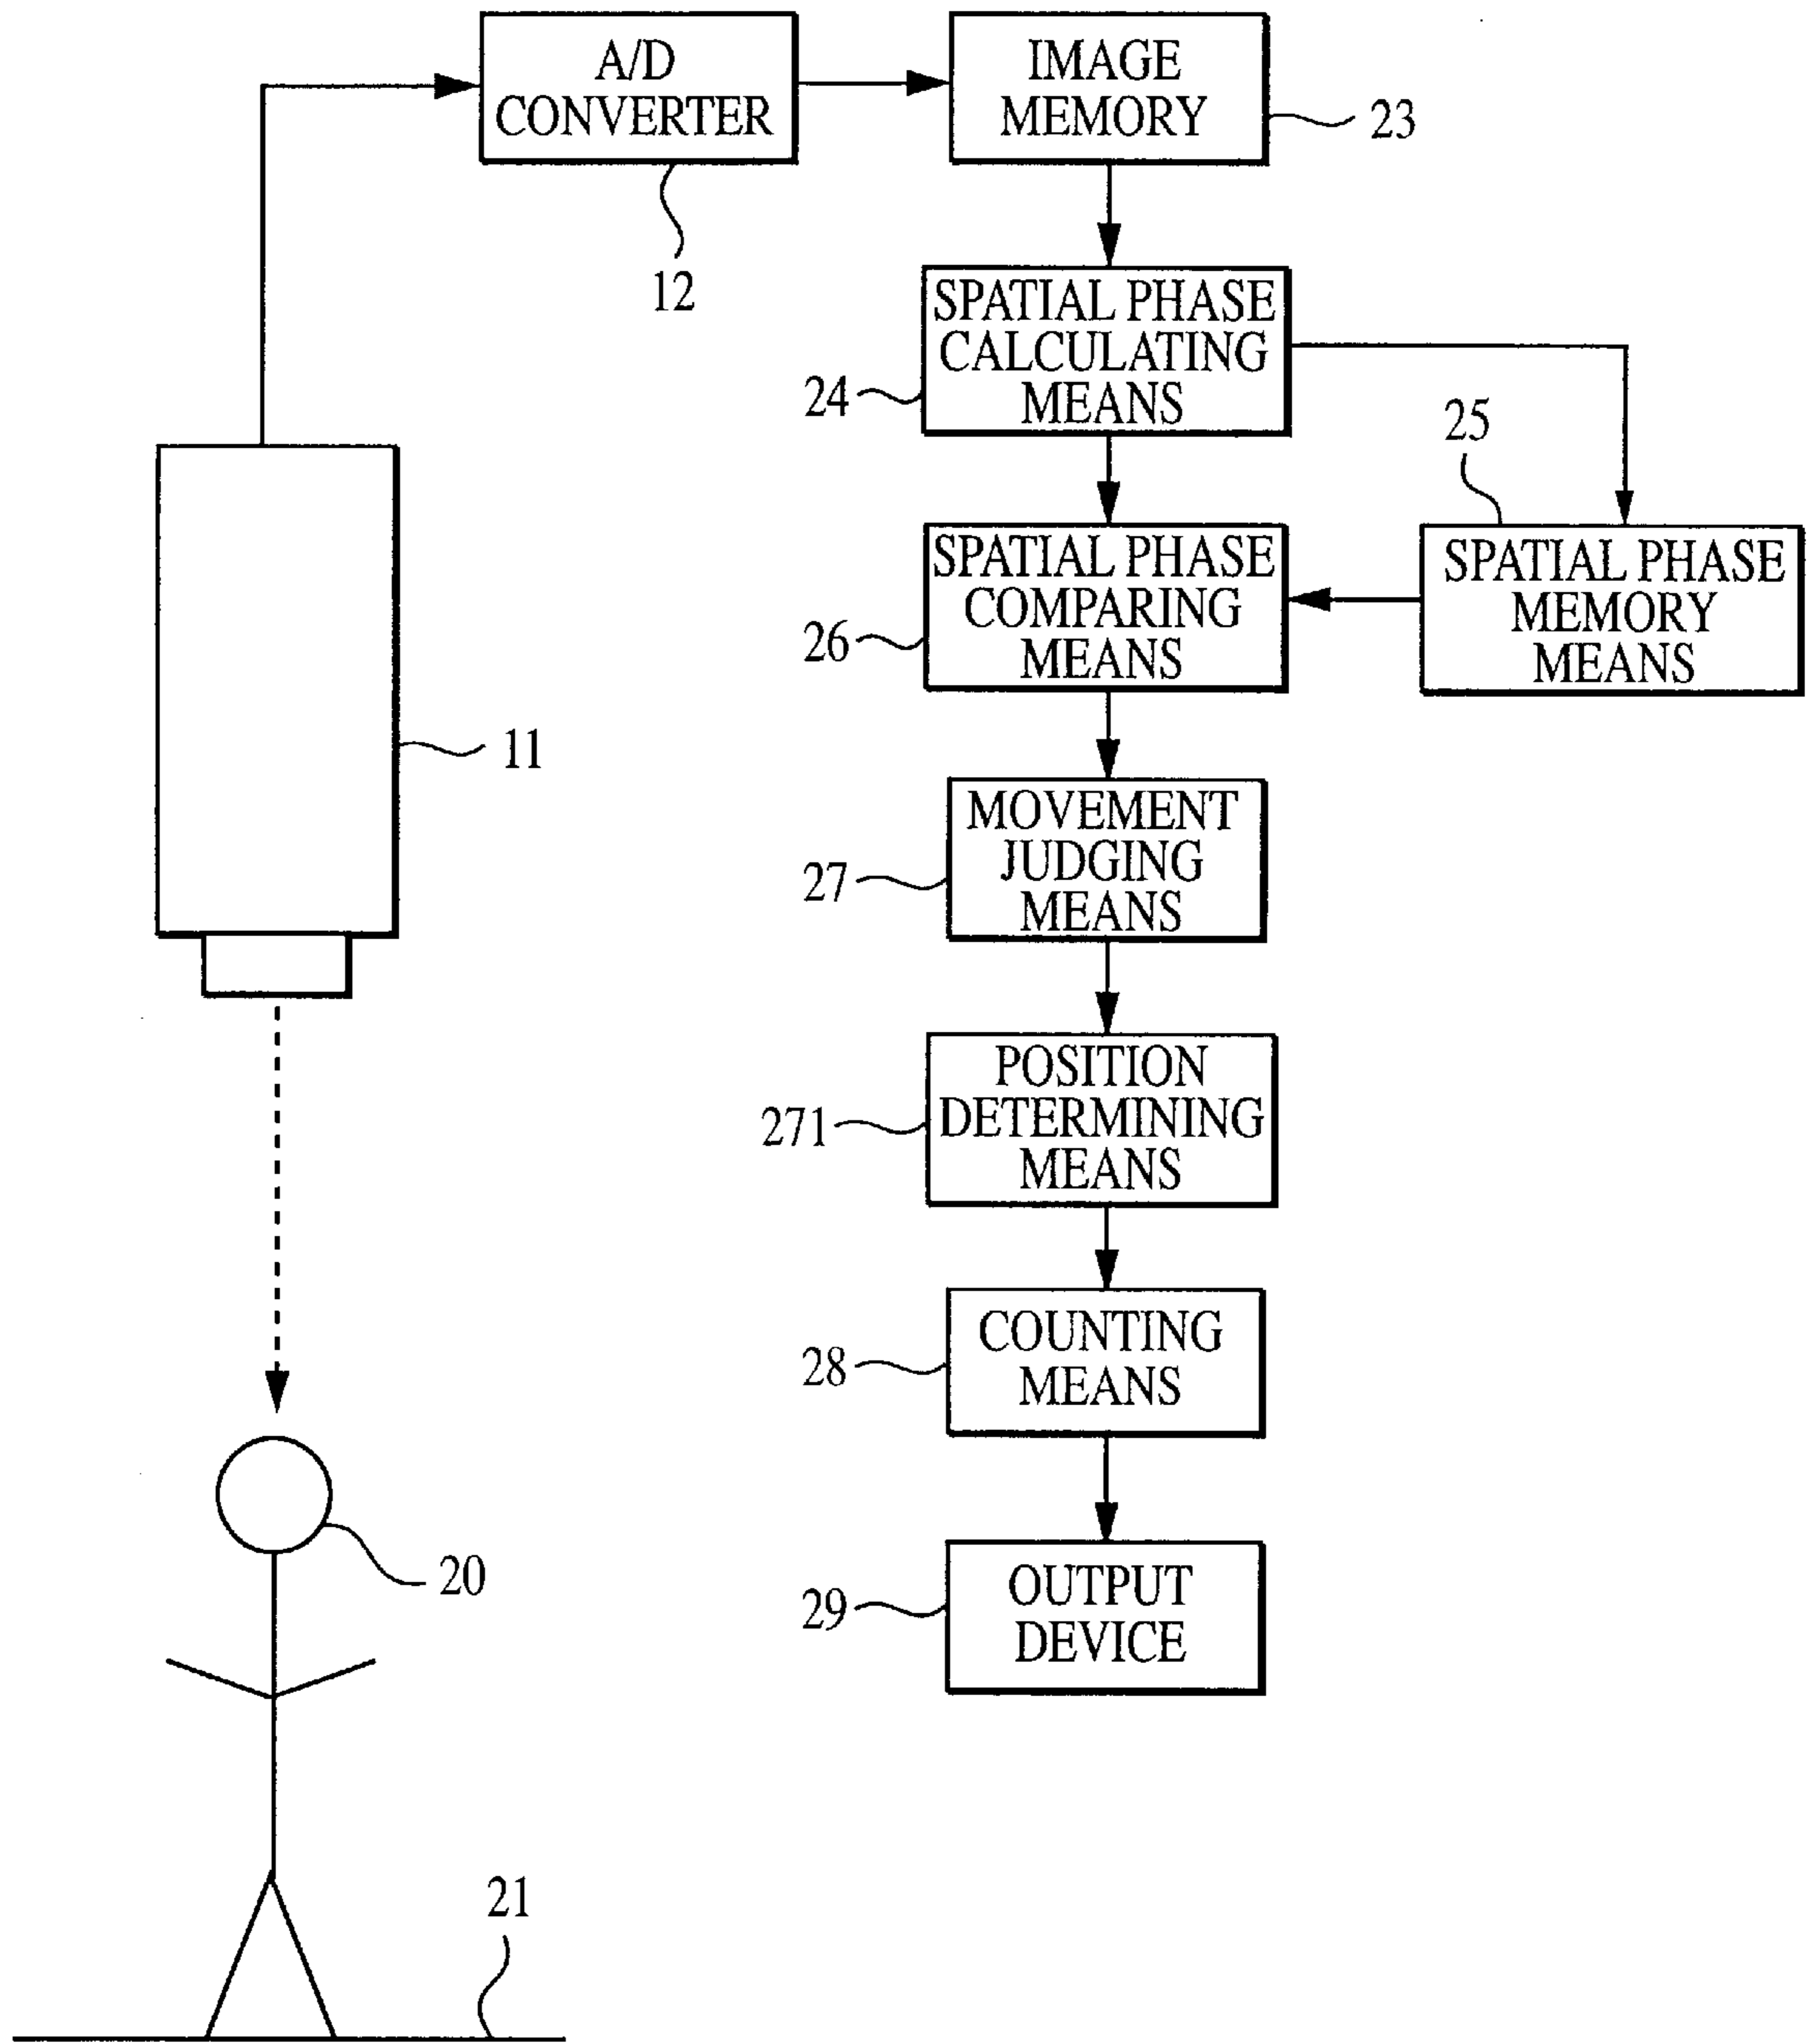 A/D
CONVERTER
12
IMAGE
MEMORY
23
SPATIAL PHASE
CALCULATING
MEANS
24
25
SPATIAL PHASE
COMPARING
MEANS
26
SPATIAL PHASE
MEMORY
MEANS
11
MOVEMENT
JUDGING
MEANS
27
POSITION
DETERMINING
MEANS
271
COUNTING
MEANS
28
20
OUTPUT
DEVICE
29
21